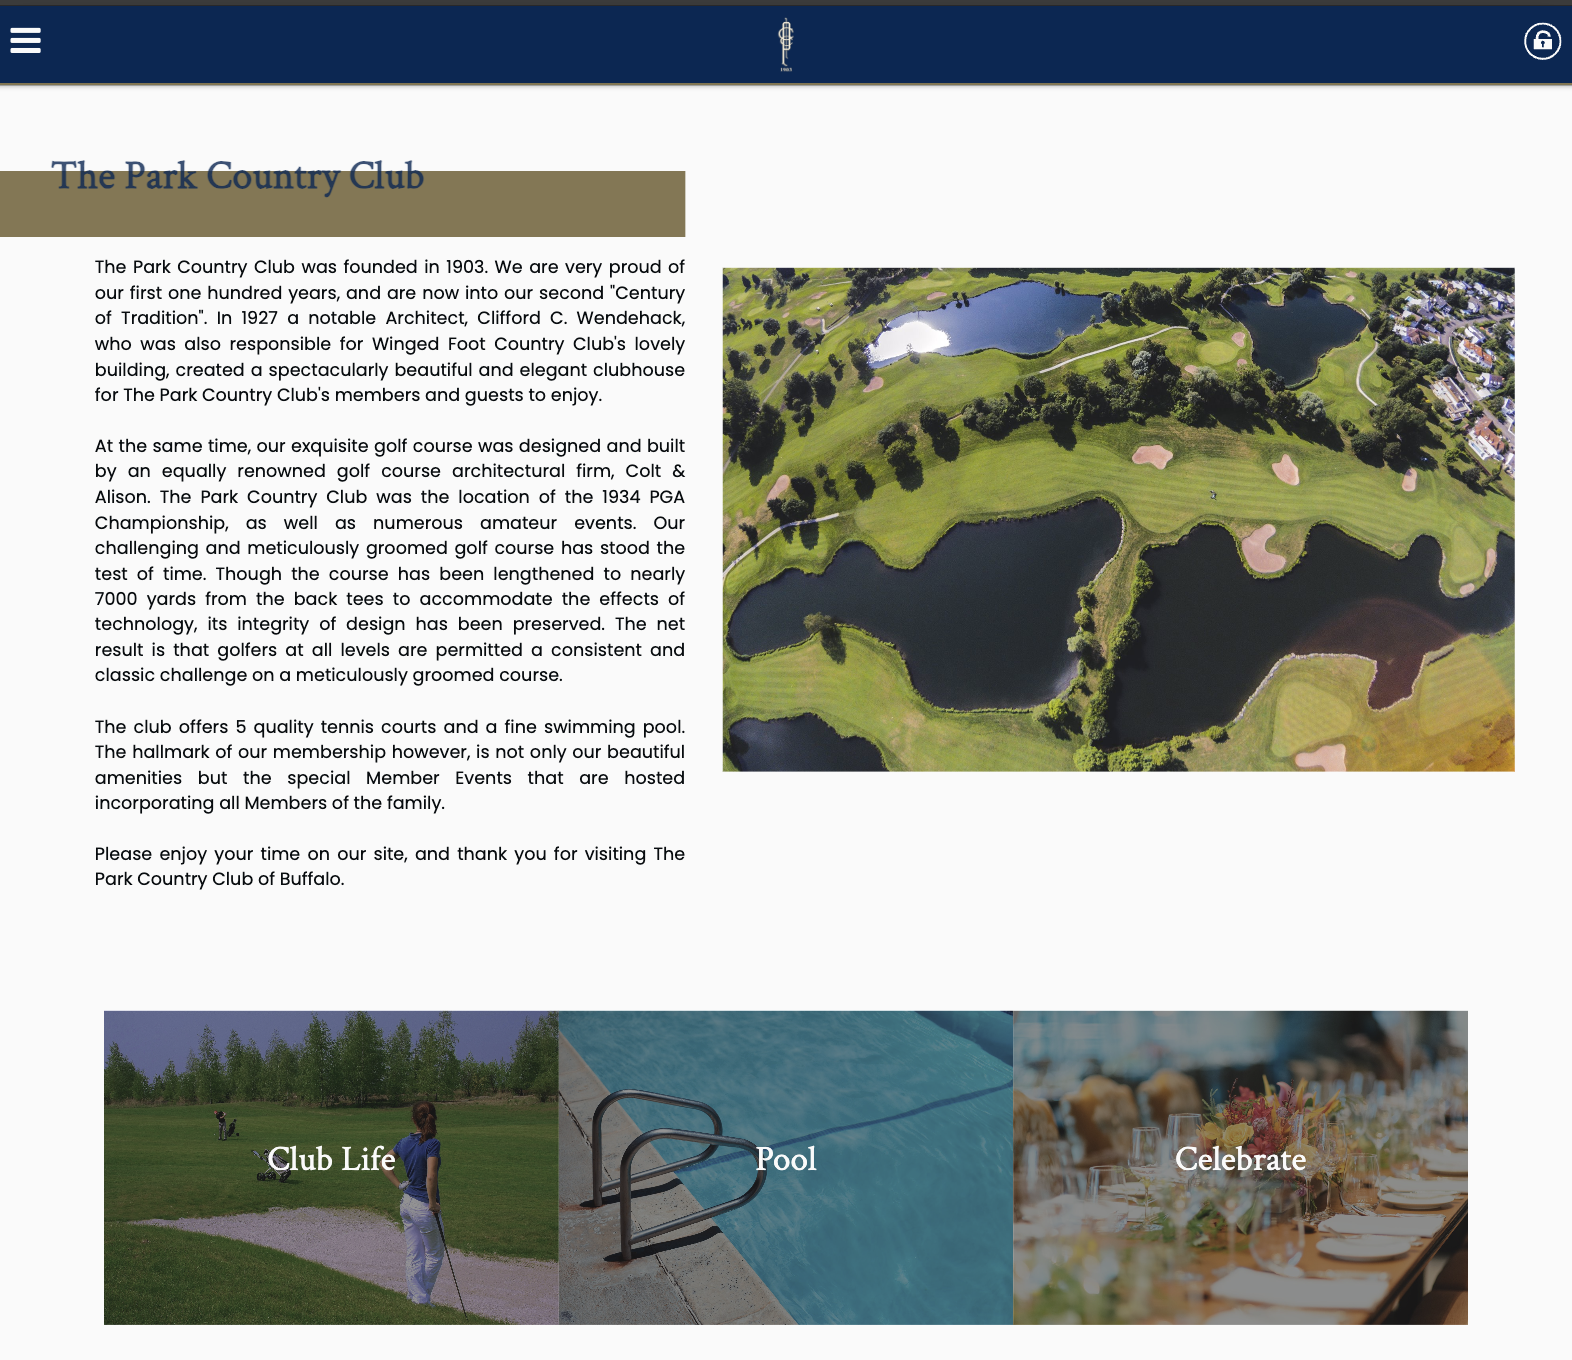 1903
The Park Country Club
The Park Country Club was founded in 1903. We are very proud of
our first one hundred years, and are now into our second "Century
of Tradition". In 1927 a notable Architect, Clifford C. Wendehack,
who was also responsible for Winged Foot Country Club's lovely
building, created a spectacularly beautiful and elegant clubhouse
for The Park Country Club's members and guests to enjoy.
At the same time, our exquisite golf course was designed and built
by an equally renowned golf course architectural firm, Colt &
Alison. The Park Country Club was the location of the 1934 PGA
Championship, as well as numerous amateur events. Our
challenging and meticulously groomed golf course has stood the
test of time. Though the course has been lengthened to nearly
7000 yards from the back tees to accommodate the effects of
technology, its integrity of design has been preserved. The net
result is that golfers at all levels are permitted a consistent and
classic challenge on a meticulously groomed course.
The club offers 5 quality tennis courts and a fine swimming pool.
The hallmark of our membership however, is not only our beautiful
amenities but the special Member Events that are hosted
incorporating all Members of the family.
Please enjoy your time on our site, and thank you for visiting The
Park Country Club of Buffalo.
Club Life
Pool
Celebrate